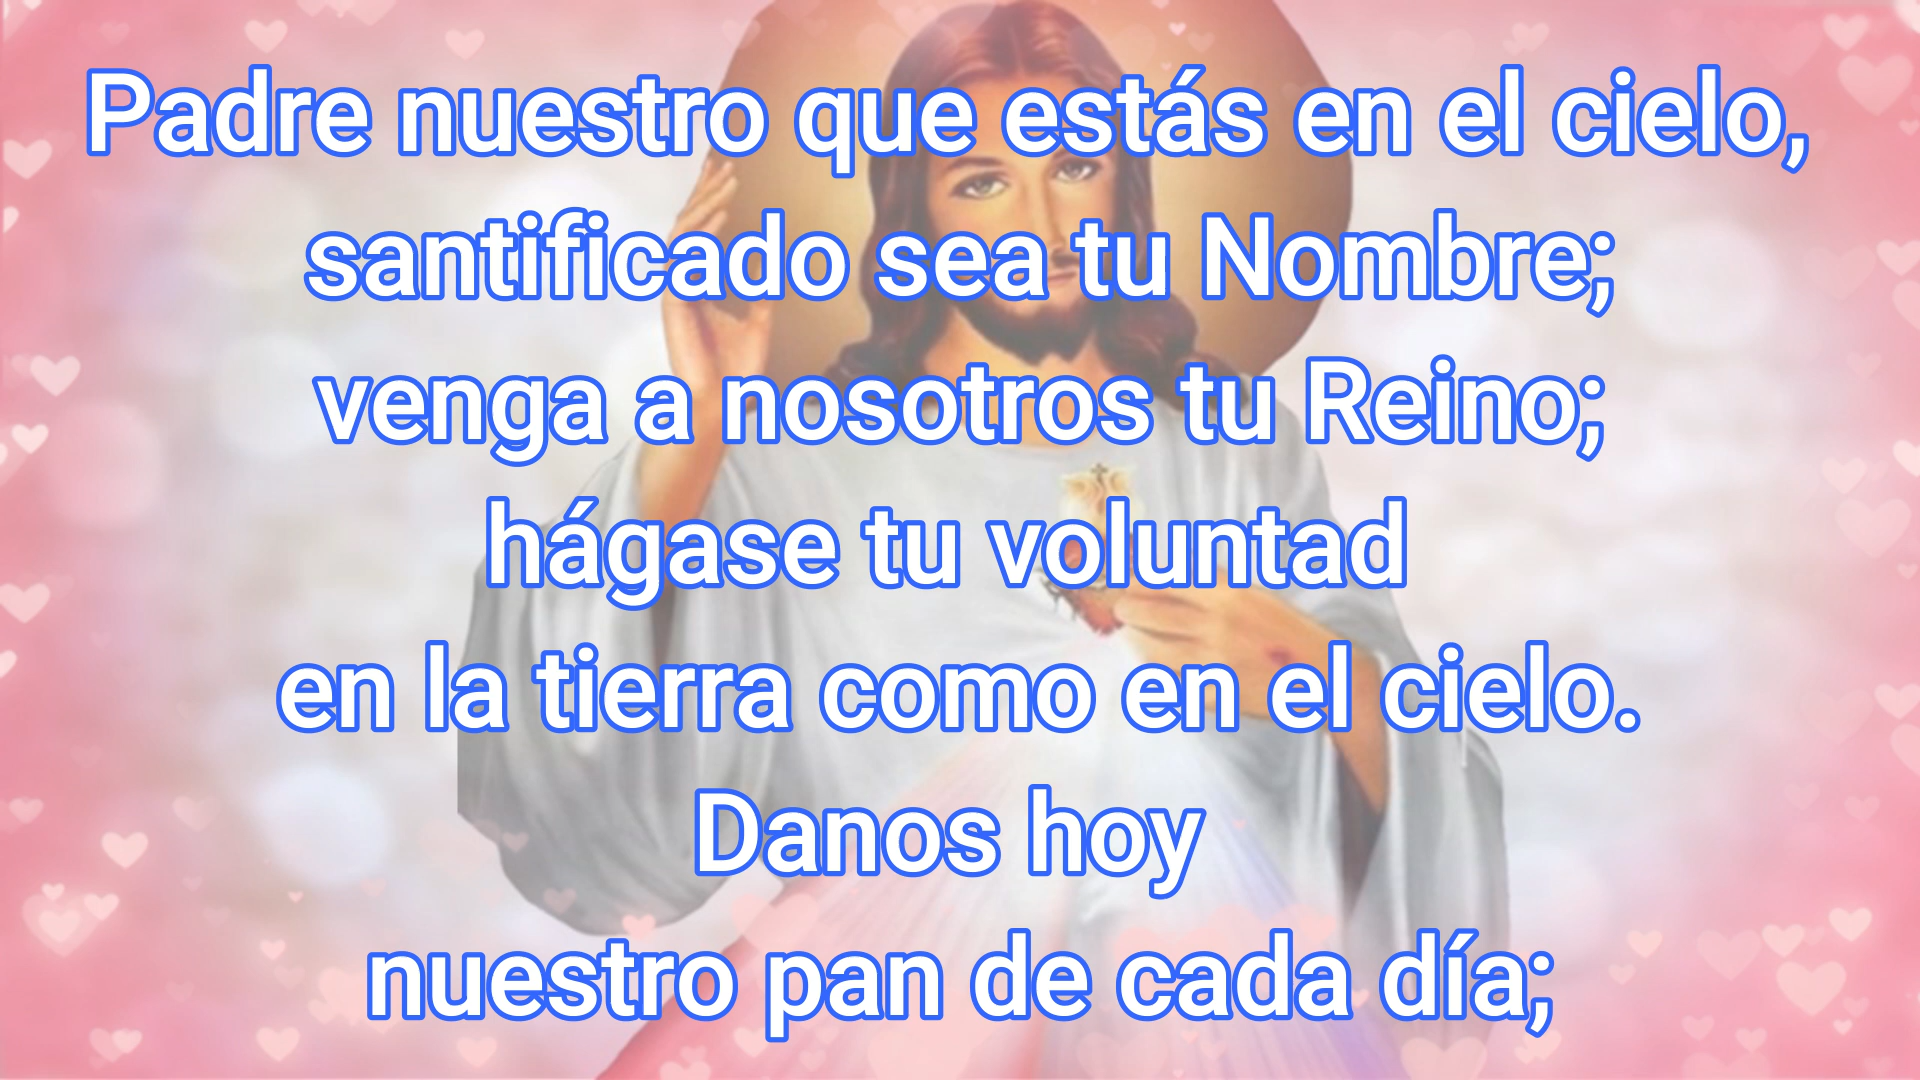 Padre nuestro que estás en el cielo,
santificado sea tu Nombre;
venga a nosotros tu Reino;
hágase tu voluntad
en la tierra como en el cielo.
Danos hoy
nuestro pan de cada día;